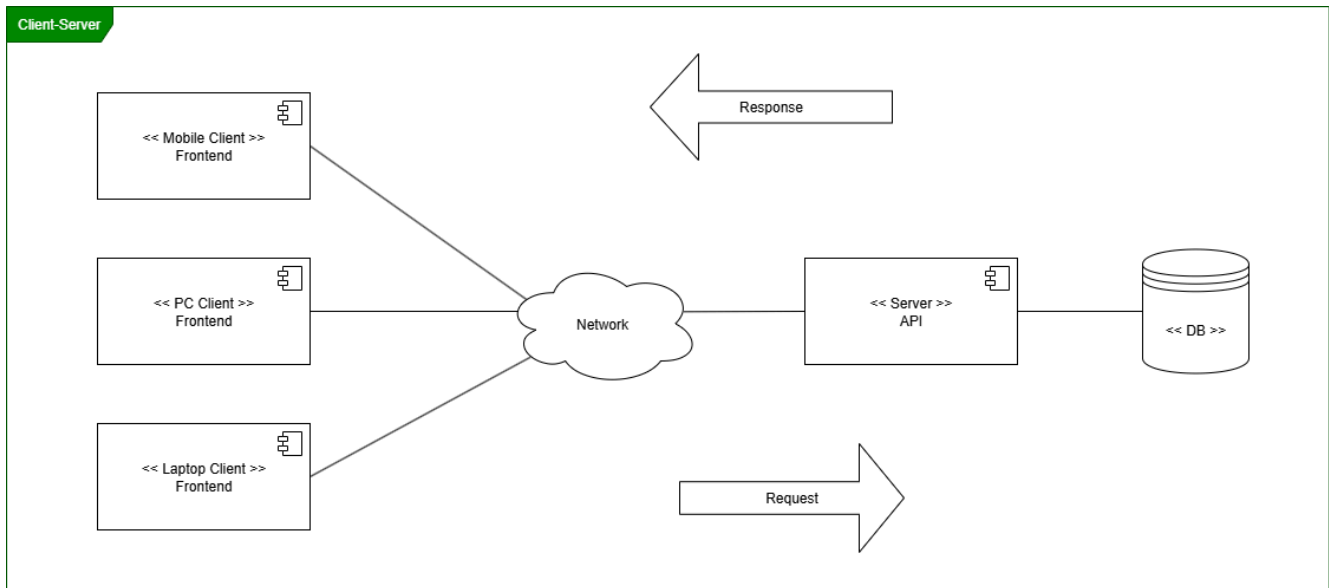 Client-Server
Response
<< Mobile Client >>
Frontend
<< PC Client >>
Frontend
Network
<< Server >>
API
<< DB >>
<< Laptop Client >>
Frontend
Request